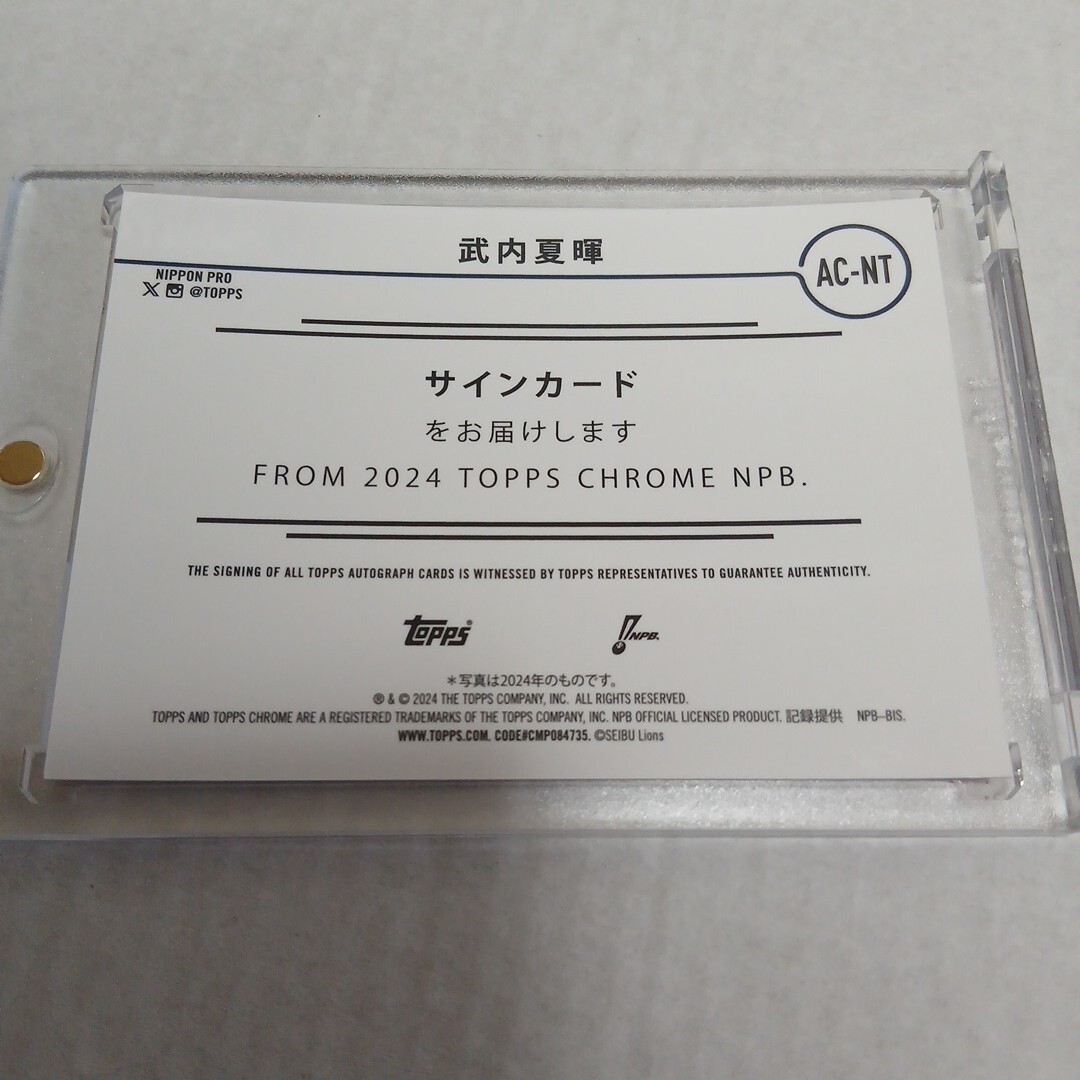 武内夏暉
AC-NT
NIPPON PRO
X @TOPPS
サインカード
をお届けします
FROM 2024 TOPPS CHROME NPB.
THE SIGNING OF ALL TOPPS AUTOGRAPH CARDS IS WITNESSED BY TOPPS REPRESENTATIVES TO GUARANTEE AUTHENTICITY.
topps®
NPB.
*写真は2024年のものです。
® & © 2024 THE TOPPS COMPANY, INC. ALL RIGHTS RESERVED.
TOPPS AND TOPPS CHROME ARE A REGISTERED TRADEMARKS OF THE TOPPS COMPANY, INC. NPB OFFICIAL LICENSED PRODUCT. 記録提供 NPB-BIS.
WWW.TOPPS.COM. CODE#CMP084735. ©SEIBU Lions